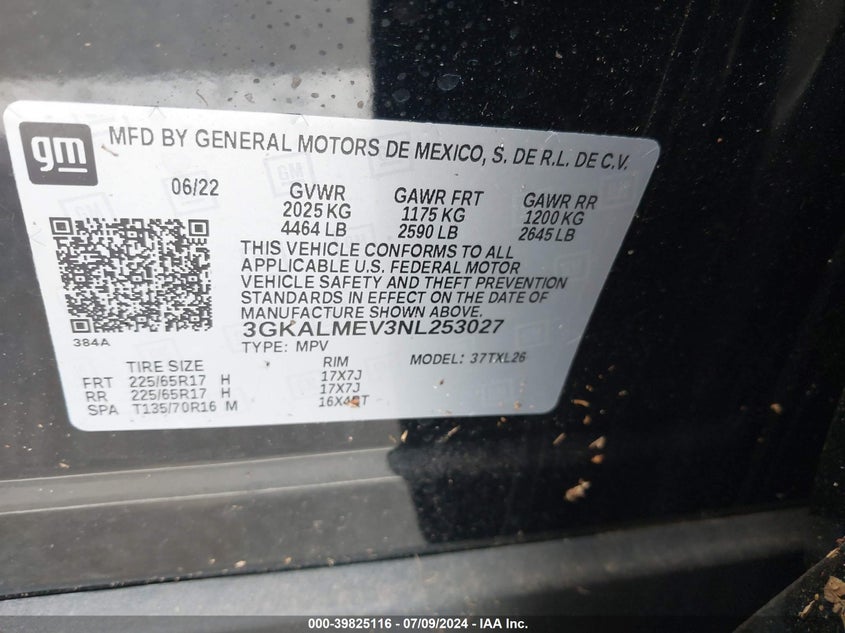 gm
MFD BY GENERAL MOTORS DE MEXICO, S. DE R.L. DE C.V.
06/22 GVWR GAWR FRT GAWR RR
2025 KG 1175 KG 1200 KG
4464 LB 2590 LB 2645 LB
THIS VEHICLE CONFORMS TO ALL
APPLICABLE U.S. FEDERAL MOTOR
VEHICLE SAFETY AND THEFT PREVENTION
STANDARDS IN EFFECT ON THE DATE OF
MANUFACTURE SHOWN ABOVE.
384A 3GKALMEV3NL253027
TYPE: MPV MODEL: 37TXL26
TIRE SIZE RIM
FRT 225/65R17 H 17X7J
RR 225/65R17 H 17X7J
SPA T135/70R16 M
000-39825116 - 07/09/2024 - IAA Inc.